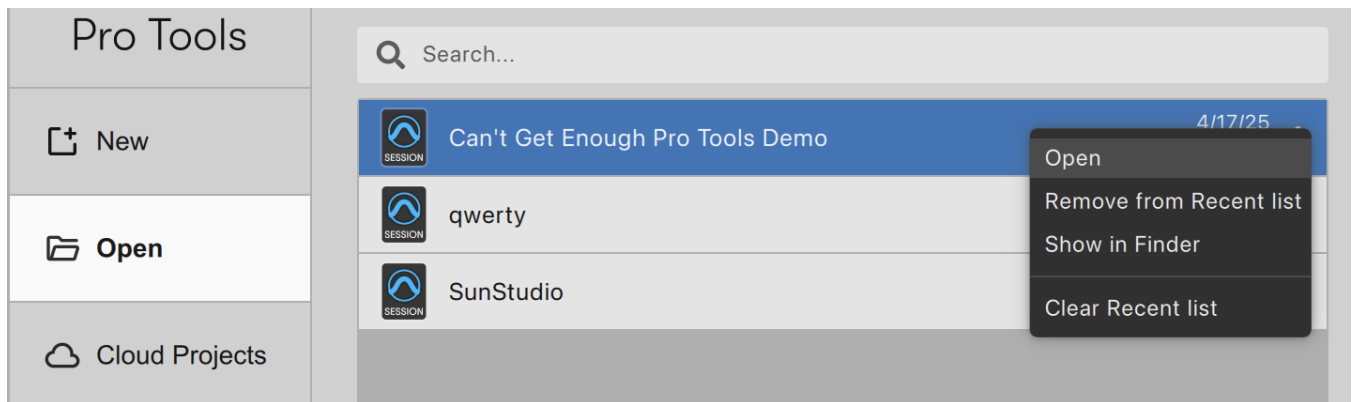 Pro Tools
Search...
New
Open
Cloud Projects
SESSION
Can't Get Enough Pro Tools Demo
4/17/25
SESSION
qwerty
SESSION
SunStudio
Open
Remove from Recent list
Show in Finder
Clear Recent list